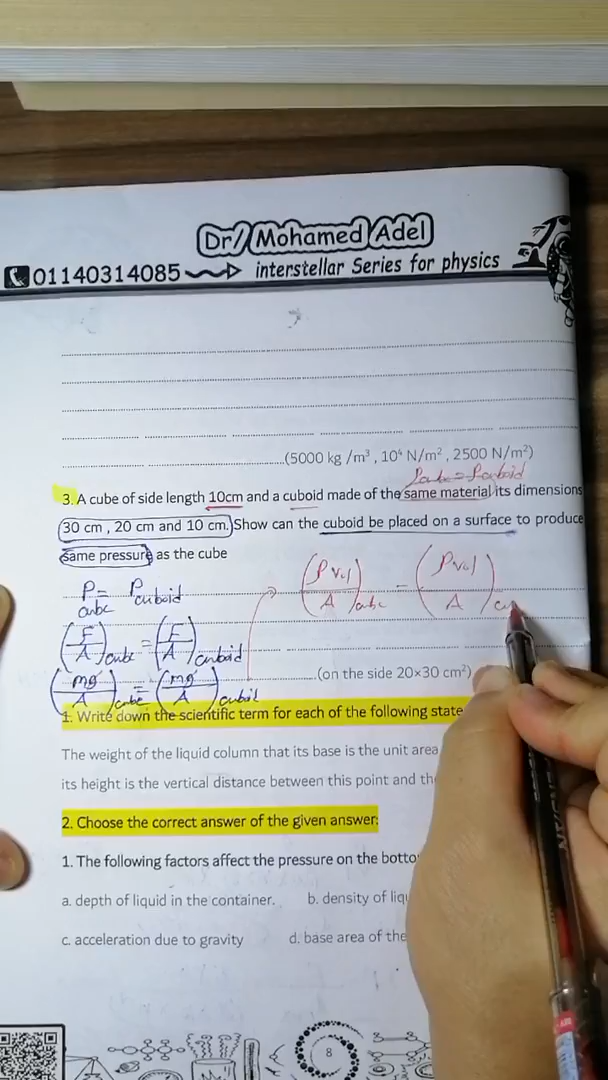 Dr/ Mohamed Adel
01140314085 interstellar Series for physics
(5000 kg /m³ , 10⁴ N/m² , 2500 N/m²)
ρcube = ρcuboid
3. A cube of side length 10cm and a cuboid made of the same material its dimensions
30 cm , 20 cm and 10 cm. Show can the cuboid be placed on a surface to produce
same pressure as the cube
P cube = P cuboid
(F/A) cube = (F/A) cuboid
(mg/A) cube = (mg/A) cuboid
(ρ Vol/A) cube = (ρ Vol/A)
(on the side 20×30 cm²)
1. Write down the scientific term for each of the following
The weight of the liquid column that its base is the unit area
its height is the vertical distance between this point and
2. Choose the correct answer of the given answer:
1. The following factors affect the pressure on the
a. depth of liquid in the container. b. density of
c. acceleration due to gravity d. base area of the
8